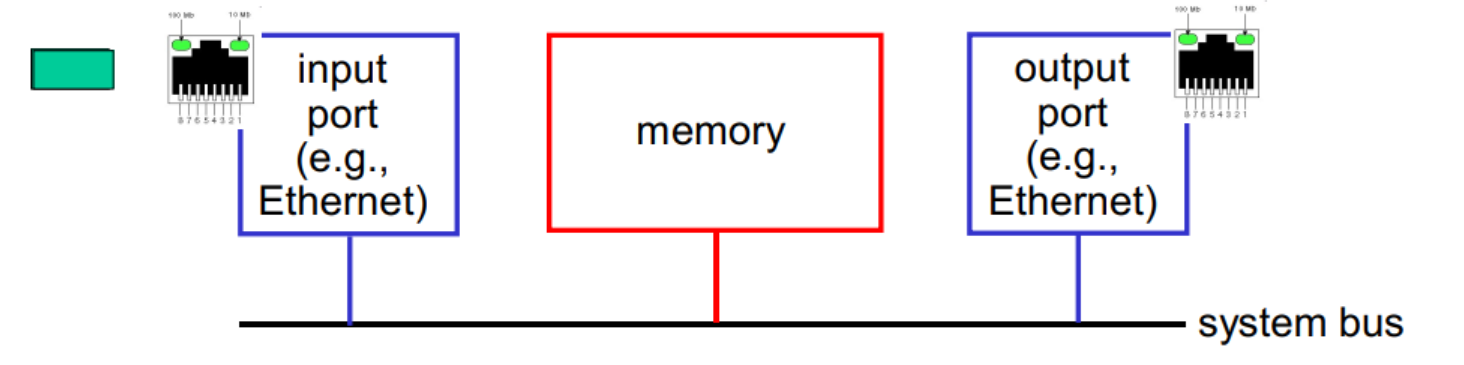 100 Mb 10 Mb
100 Mb 10 Mb
input
port
(e.g.,
Ethernet)
8 7 6 5 4 3 2 1
memory
output
port
(e.g.,
Ethernet)
8 7 6 5 4 3 2 1
system bus